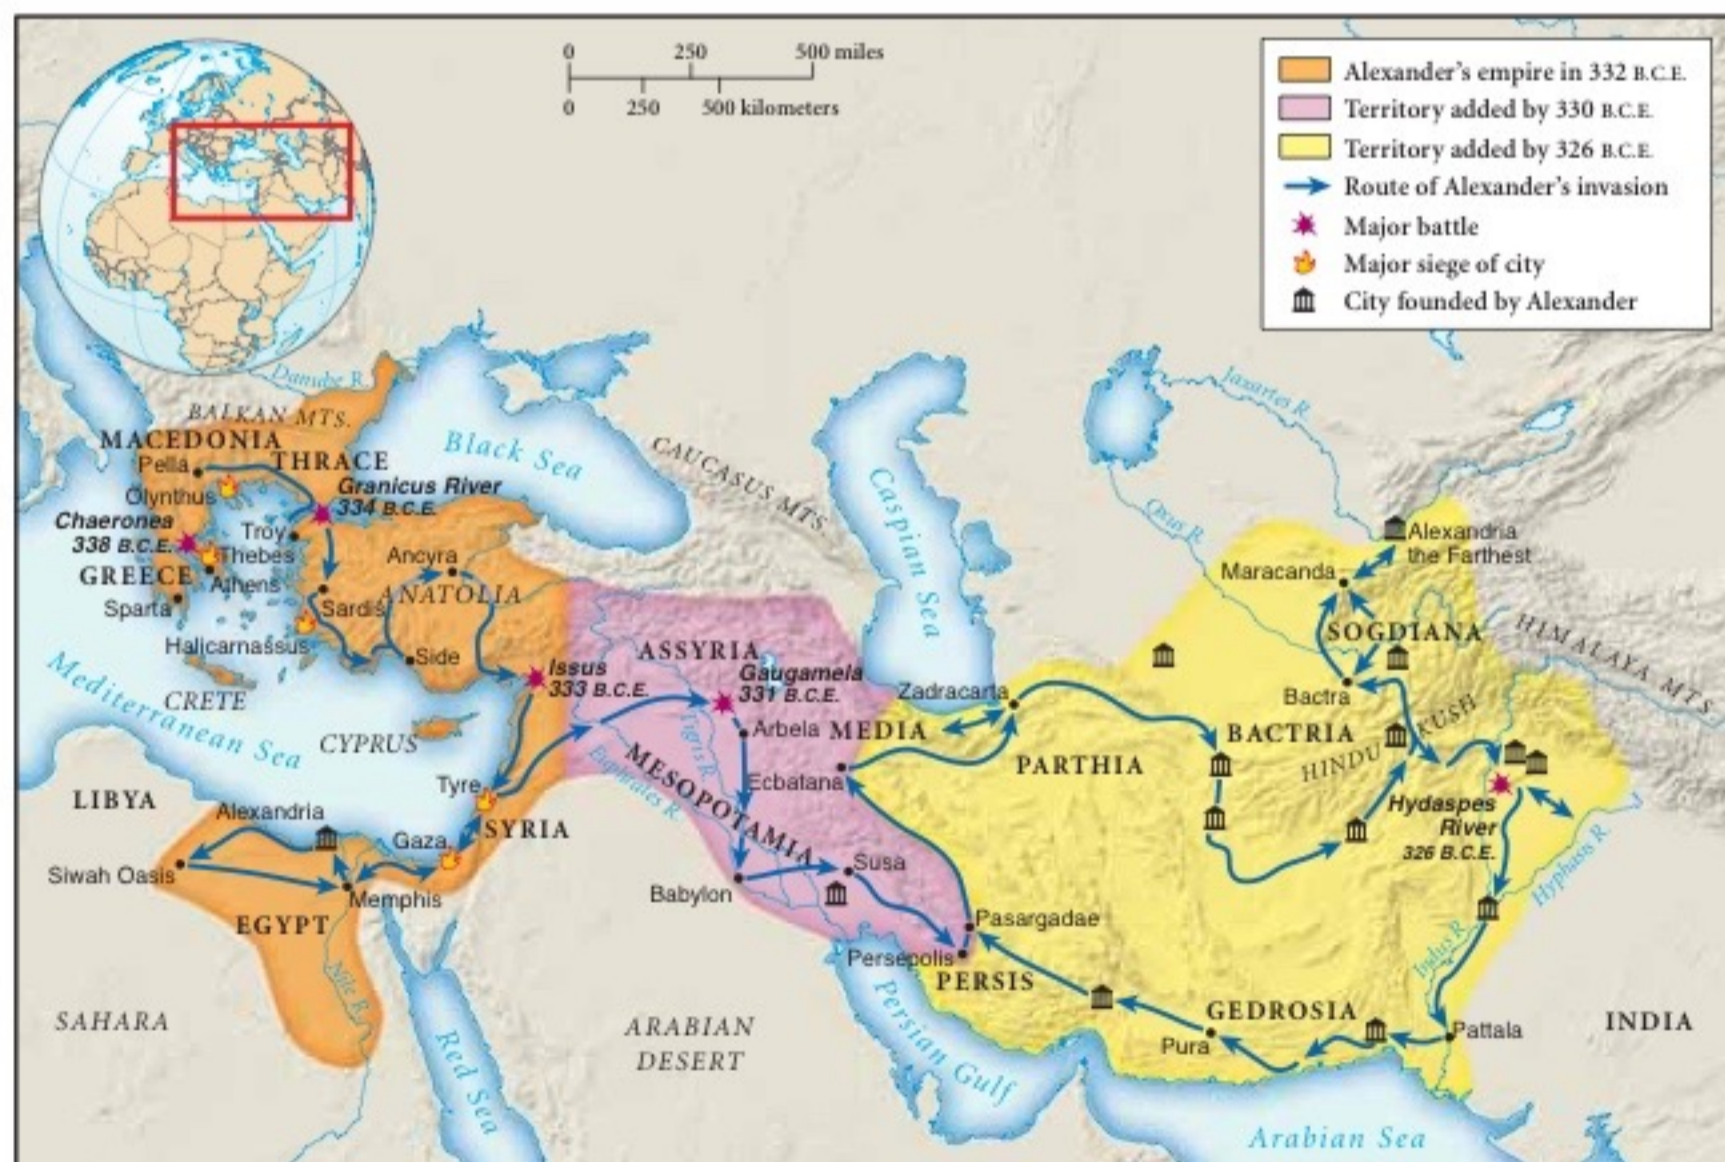 0 250 500 miles
0 250 500 kilometers
Alexander's empire in 332 B.C.E.
Territory added by 330 B.C.E.
Territory added by 326 B.C.E.
Route of Alexander's invasion
Major battle
Major siege of city
City founded by Alexander
Danube R.
BALKAN MTS.
MACEDONIA
Pella
THRACE
Olynthus
Granicus River
334 B.C.E.
Chaeronea
338 B.C.E.
Troy
Thebes
GREECE
Athens
Sparta
Ancyra
ANATOLIA
Sardis
Halicarnassus
Side
Black Sea
CAUCASUS MTS.
Caspian Sea
Jaxartes R.
Oxus R.
Alexandria
the Farthest
Maracanda
SOGDIANA
HIMALAYA MTS.
Mediterranean Sea
CRETE
CYPRUS
Issus
333 B.C.E.
ASSYRIA
Gaugamela
331 B.C.E.
Arbela
MEDIA
Zadracarta
Bactra
BACTRIA
HINDU KUSH
PARTHIA
Tigris R.
Euphrates R.
MESOPOTAMIA
Ecbatana
Tyre
SYRIA
LIBYA
Alexandria
Gaza
Siwah Oasis
Memphis
EGYPT
Nile R.
Babylon
Susa
Pasargadae
Persepolis
PERSIS
Hydaspes
River
326 B.C.E.
Hyphasis R.
Indus R.
GEDROSIA
Pura
Pattala
INDIA
SAHARA
Red Sea
ARABIAN
DESERT
Persian Gulf
Arabian Sea